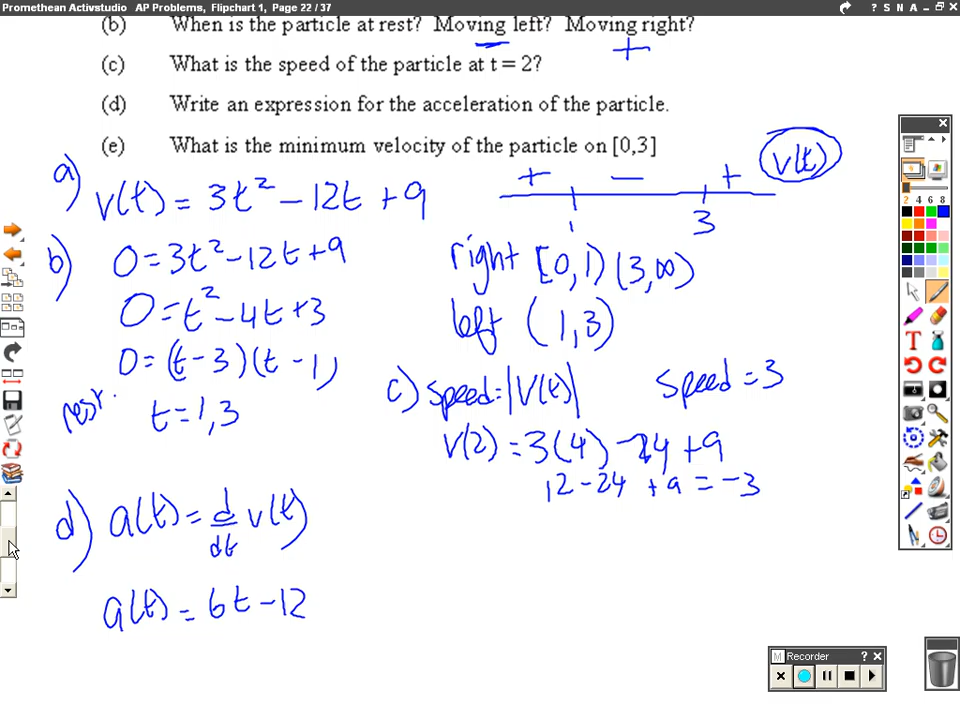 Promethean Activstudio AP Problems, Flipchart 1, Page 22 / 37
? S N A
(b) When is the particle at rest? Moving left? Moving right?
+
(c) What is the speed of the particle at t = 2?
(d) Write an expression for the acceleration of the particle.
(e) What is the minimum velocity of the particle on [0,3]
a) v(t) = 3t² - 12t + 9
+ - + v(t)
1 3
b) 0 = 3t² - 12t + 9
0 = t² - 4t + 3
0 = (t - 3)(t - 1)
rest t = 1, 3
right [0, 1) (3, ∞)
left (1, 3)
c) speed = |v(t)| speed = 3
v(2) = 3(4) - 24 + 9
12 - 24 + 9 = -3
d) a(t) = d/dt v(t)
a(t) = 6t - 12
2 4 6 8
T
Recorder ?